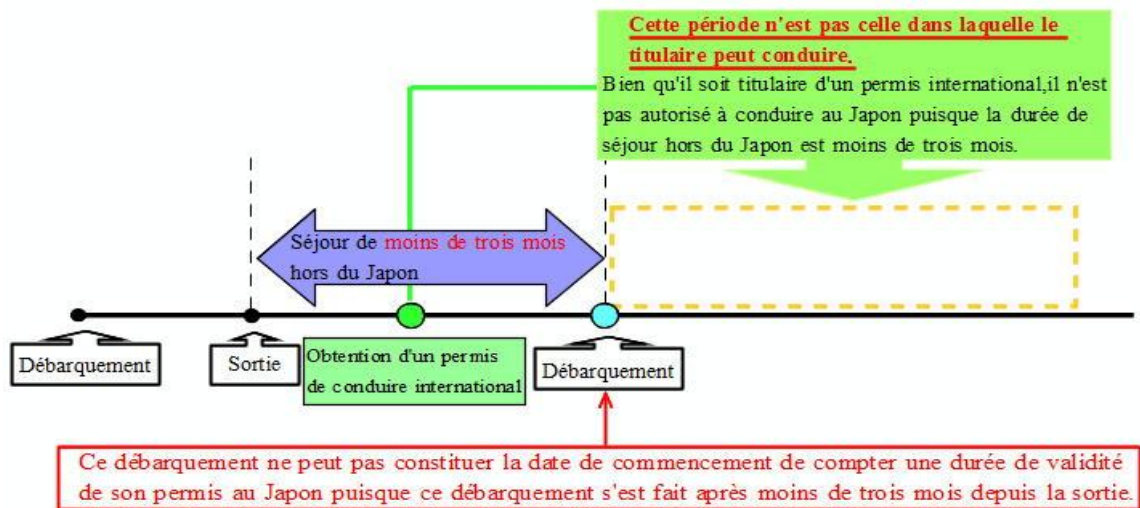 Cette période n'est pas celle dans laquelle le
titulaire peut conduire.
Bien qu'il soit titulaire d'un permis international,il n'est
pas autorisé à conduire au Japon puisque la durée de
séjour hors du Japon est moins de trois mois.
Séjour de moins de trois mois
hors du Japon
Débarquement
Sortie
Obtention d'un permis
de conduire international
Débarquement
Ce débarquement ne peut pas constituer la date de commencement de compter une durée de validité
de son permis au Japon puisque ce débarquement s'est fait après moins de trois mois depuis la sortie.